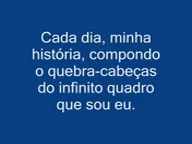 Cada dia, minha
história, compondo
o quebra-cabeças
do infinito quadro
que sou eu.